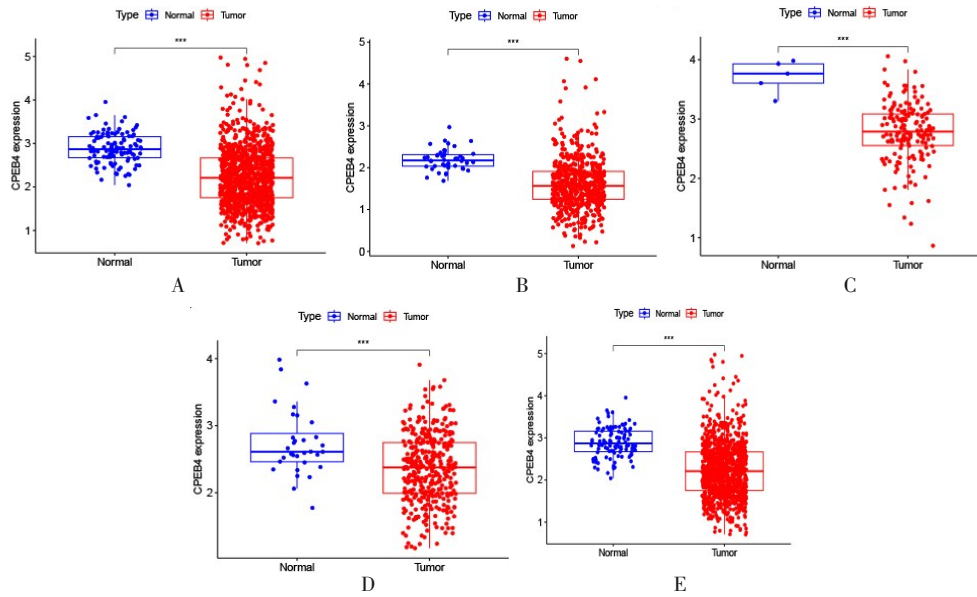 Type Normal Tumor
***
CPEB4 expression
5
4
3
2
1
Normal Tumor
A
Type Normal Tumor
***
CPEB4 expression
5
4
3
2
1
0
Normal Tumor
B
Type Normal Tumor
***
CPEB4 expression
4
3
2
1
Normal Tumor
C
Type Normal Tumor
***
CPEB4 expression
4
3
2
Normal Tumor
D
Type Normal Tumor
***
CPEB4 expression
5
4
3
2
1
Normal Tumor
E